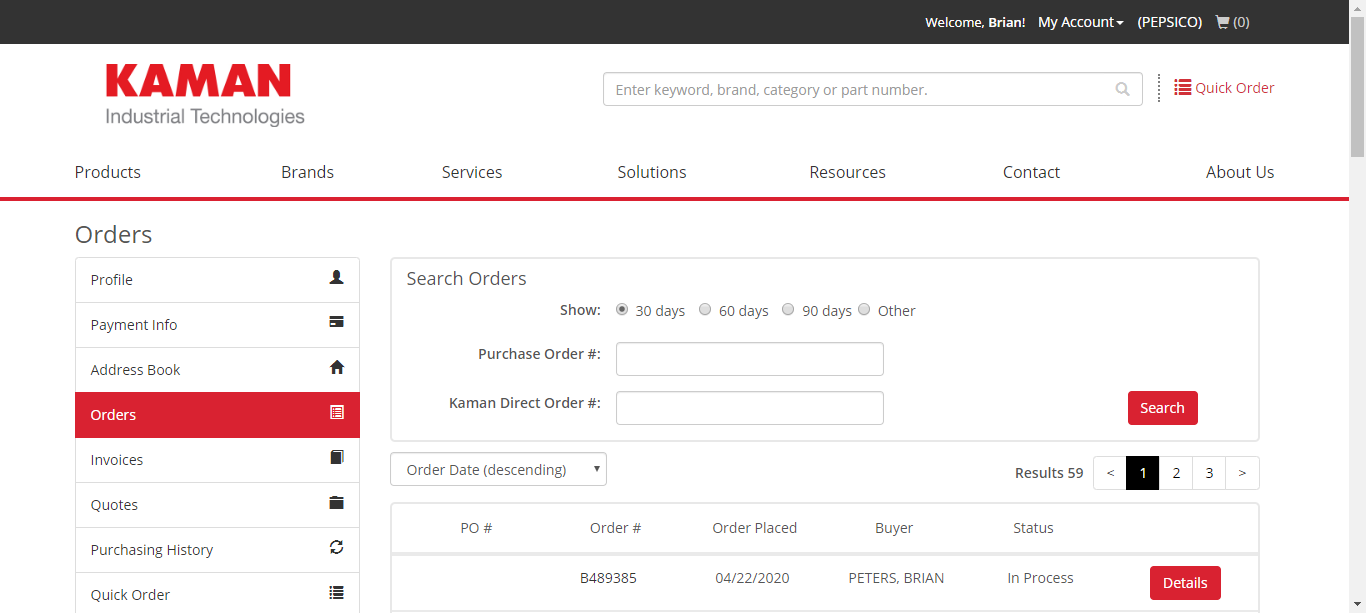 Welcome, Brian! My Account (PEPSICO) (0)
KAMAN
Industrial Technologies
Enter keyword, brand, category or part number.
Quick Order
Products Brands Services Solutions Resources Contact About Us
Orders
Profile
Payment Info
Address Book
Orders
Invoices
Quotes
Purchasing History
Quick Order
Search Orders
Show: 30 days 60 days 90 days Other
Purchase Order #:
Kaman Direct Order #:
Search
Order Date (descending)
Results 59 < 1 2 3 >
PO # Order # Order Placed Buyer Status
B489385 04/22/2020 PETERS, BRIAN In Process Details